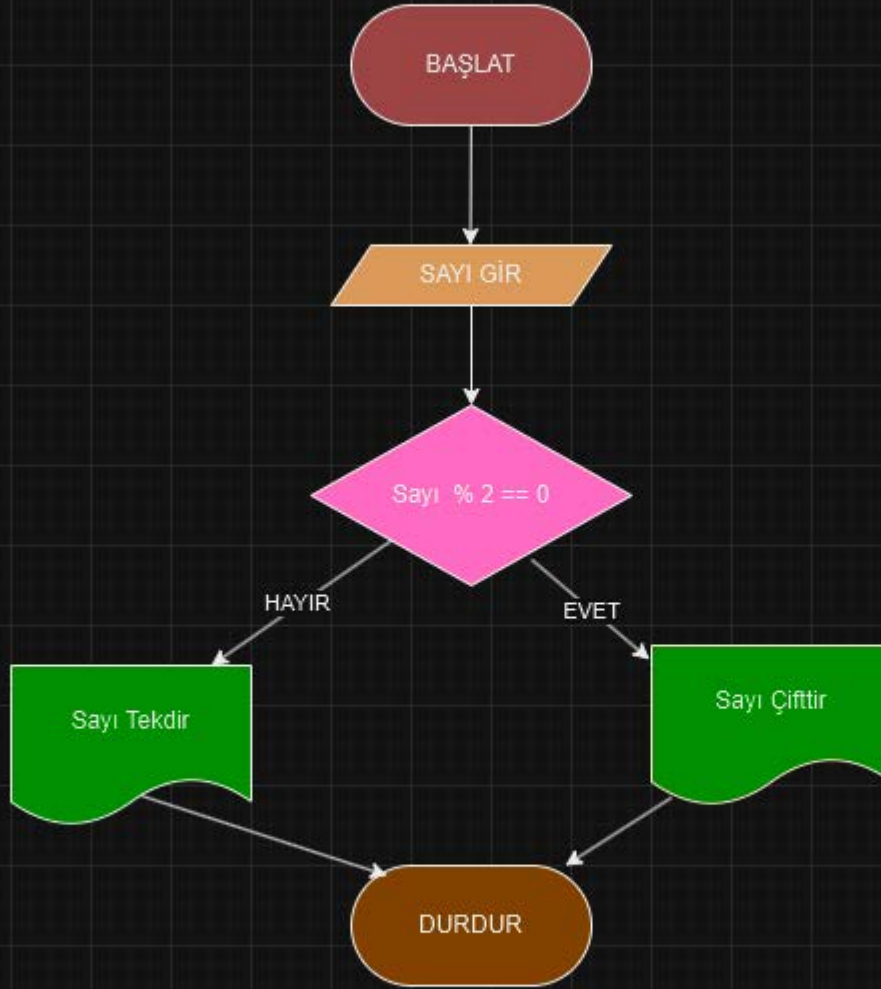 BAŞLAT
SAYI GİR
Sayı  % 2 == 0
HAYIR
EVET
Sayı Tekdir
Sayı Çifttir
DURDUR